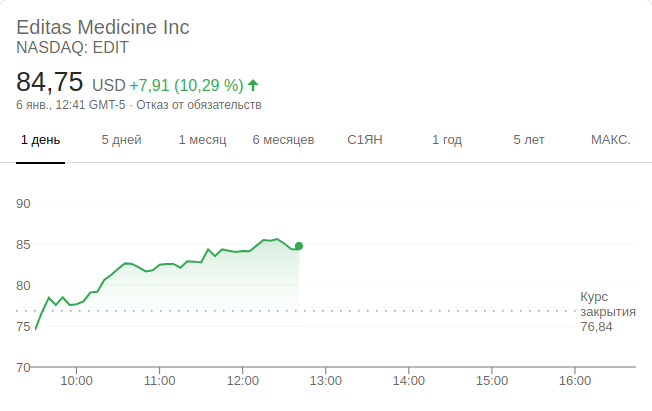 Editas Medicine Inc
NASDAQ: EDIT
84,75 USD +7,91 (10,29 %)
6 янв., 12:41 GMT-5 · Отказ от обязательств
1 день 5 дней 1 месяц 6 месяцев С1ЯН 1 год 5 лет МАКС.
90
85
80
75
70
Курс
закрытия
76,84
10:00 11:00 12:00 13:00 14:00 15:00 16:00